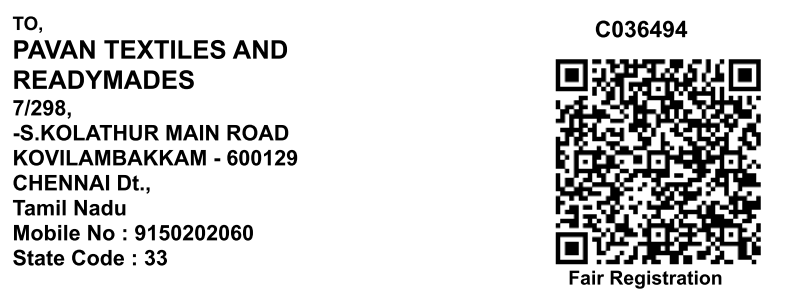 TO,
PAVAN TEXTILES AND
READYMADES
7/298,
-S.KOLATHUR MAIN ROAD
KOVILAMBAKKAM - 600129
CHENNAI Dt.,
Tamil Nadu
Mobile No : 9150202060
State Code : 33
C036494
Fair Registration